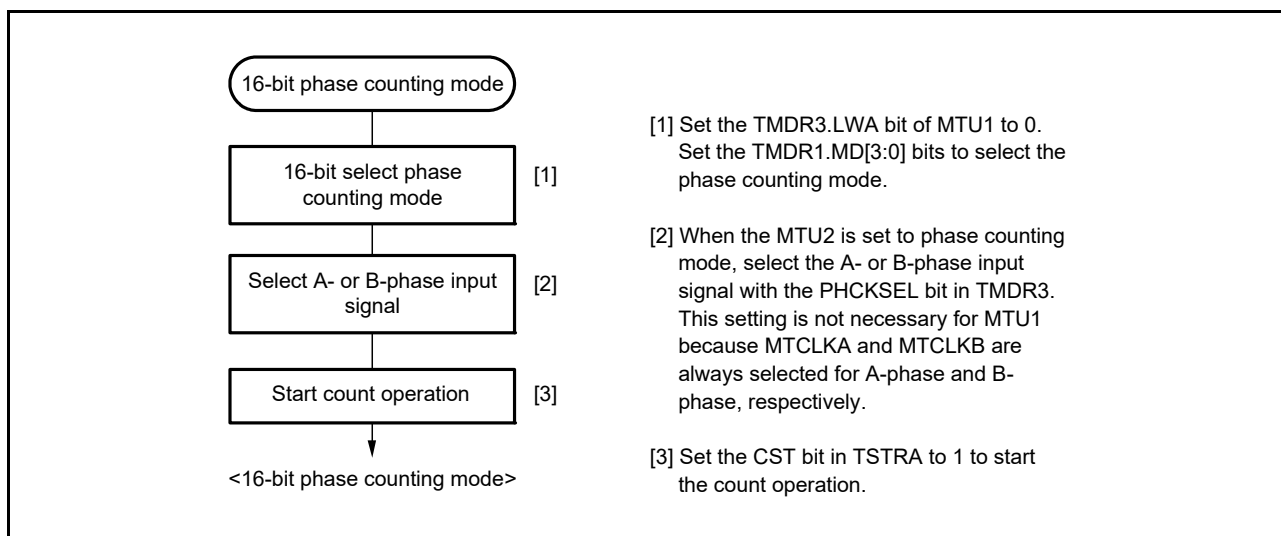 16-bit phase counting mode
16-bit select phase
counting mode
[1]
Select A- or B-phase input
signal
[2]
Start count operation
[3]
<16-bit phase counting mode>
[1] Set the TMDR3.LWA bit of MTU1 to 0.
Set the TMDR1.MD[3:0] bits to select the
phase counting mode.
[2] When the MTU2 is set to phase counting
mode, select the A- or B-phase input
signal with the PHCKSEL bit in TMDR3.
This setting is not necessary for MTU1
because MTCLKA and MTCLKB are
always selected for A-phase and B-
phase, respectively.
[3] Set the CST bit in TSTRA to 1 to start
the count operation.